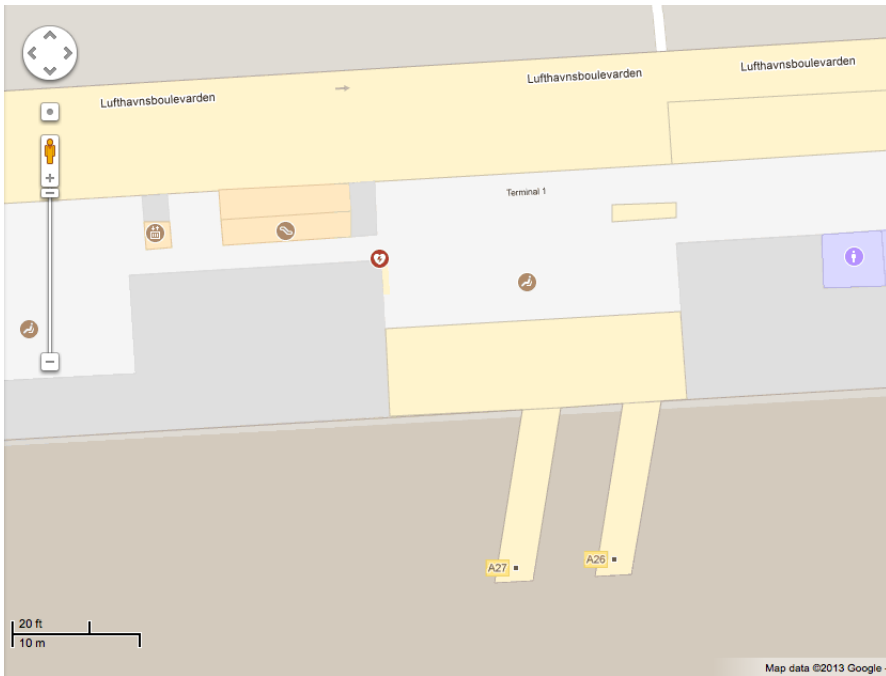 Lufthavnsboulevarden
Lufthavnsboulevarden
Lufthavnsboulevarden
Terminal 1
A27
A26
20 ft
10 m
Map data ©2013 Google -